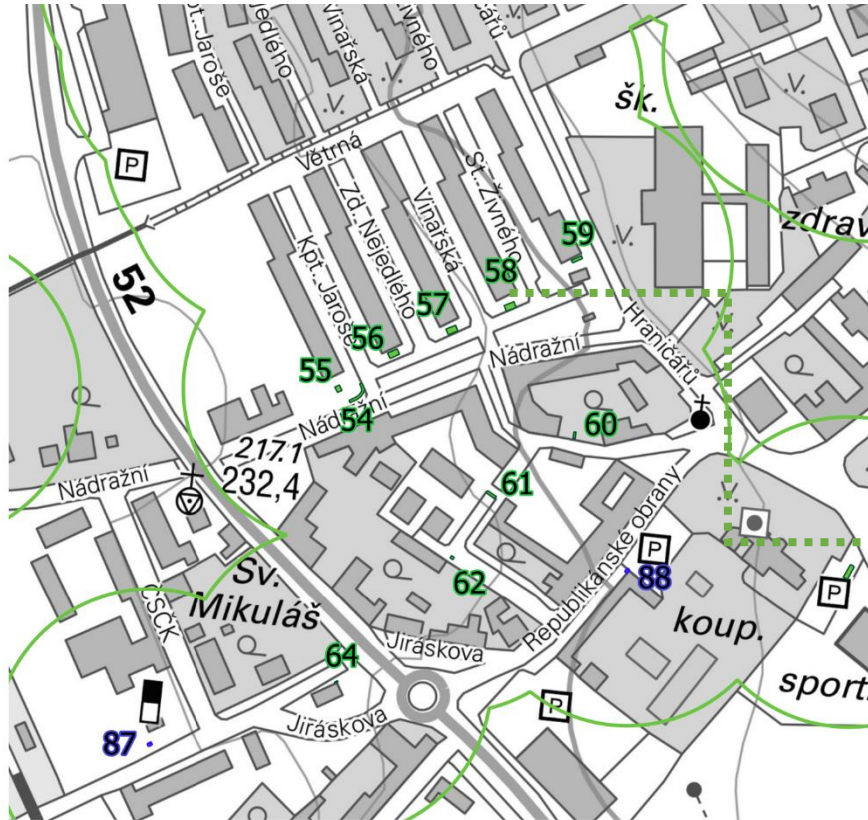 Kpt. Jaroše
Nejedlého
Vinařská
Živného
šk.
P
Větrná
zdrav
St. Živného
59
Vinařská
58
Zd. Nejedlého
57
Kpt. Jaroše
56
52
Hraničářů
Nádražní
55
54
Nádražní
60
217.1
232,4
Nádražní
61
Republikánské obrany
P
88
62
P
Sv.
Mikuláš
ČSČK
koup.
Jiráskova
64
sport
P
Jiráskova
87